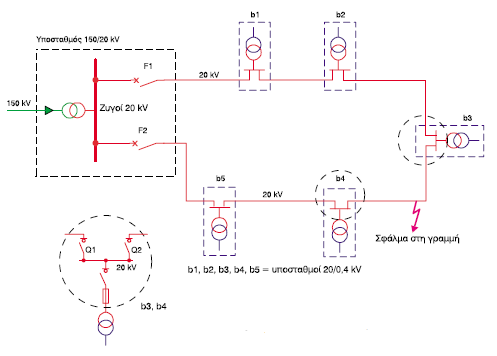 b1
b2
Υποσταθμός 150/20 kV
F1
20 kV
150 kV
Ζυγοί 20 kV
b3
F2
b5
b4
20 kV
Σφάλμα στη γραμμή
Q1
Q2
20 kV
b1, b2, b3, b4, b5 = υποσταθμοί 20/0,4 kV
b3, b4